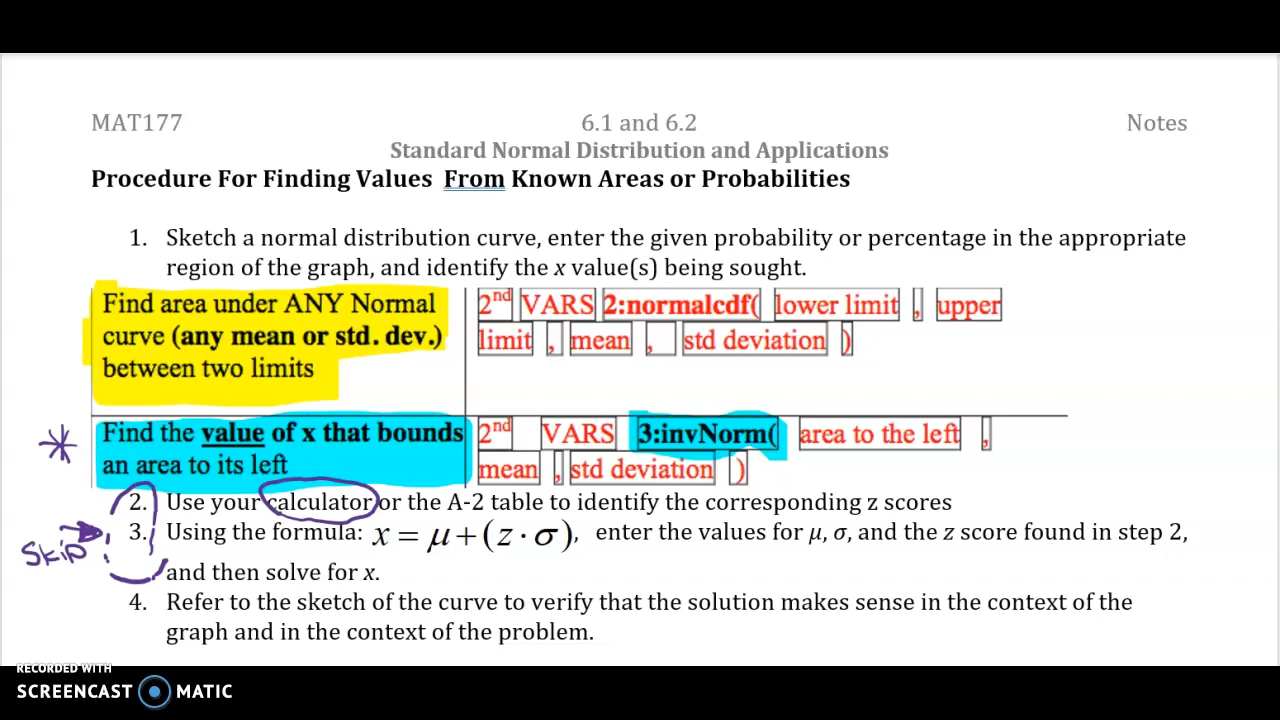 MAT177 6.1 and 6.2 Notes
Standard Normal Distribution and Applications
Procedure For Finding Values From Known Areas or Probabilities
1. Sketch a normal distribution curve, enter the given probability or percentage in the appropriate
region of the graph, and identify the x value(s) being sought.
Find area under ANY Normal
curve (any mean or std. dev.)
between two limits
2nd VARS 2:normalcdf( lower limit , upper
limit , mean , std deviation )
* Find the value of x that bounds
an area to its left
2nd VARS 3:invNorm( area to the left ,
mean , std deviation )
2. Use your calculator or the A-2 table to identify the corresponding z scores
Skip
3. Using the formula: x = μ + (z · σ), enter the values for μ, σ, and the z score found in step 2,
and then solve for x.
4. Refer to the sketch of the curve to verify that the solution makes sense in the context of the
graph and in the context of the problem.
RECORDED WITH
SCREENCAST MATIC